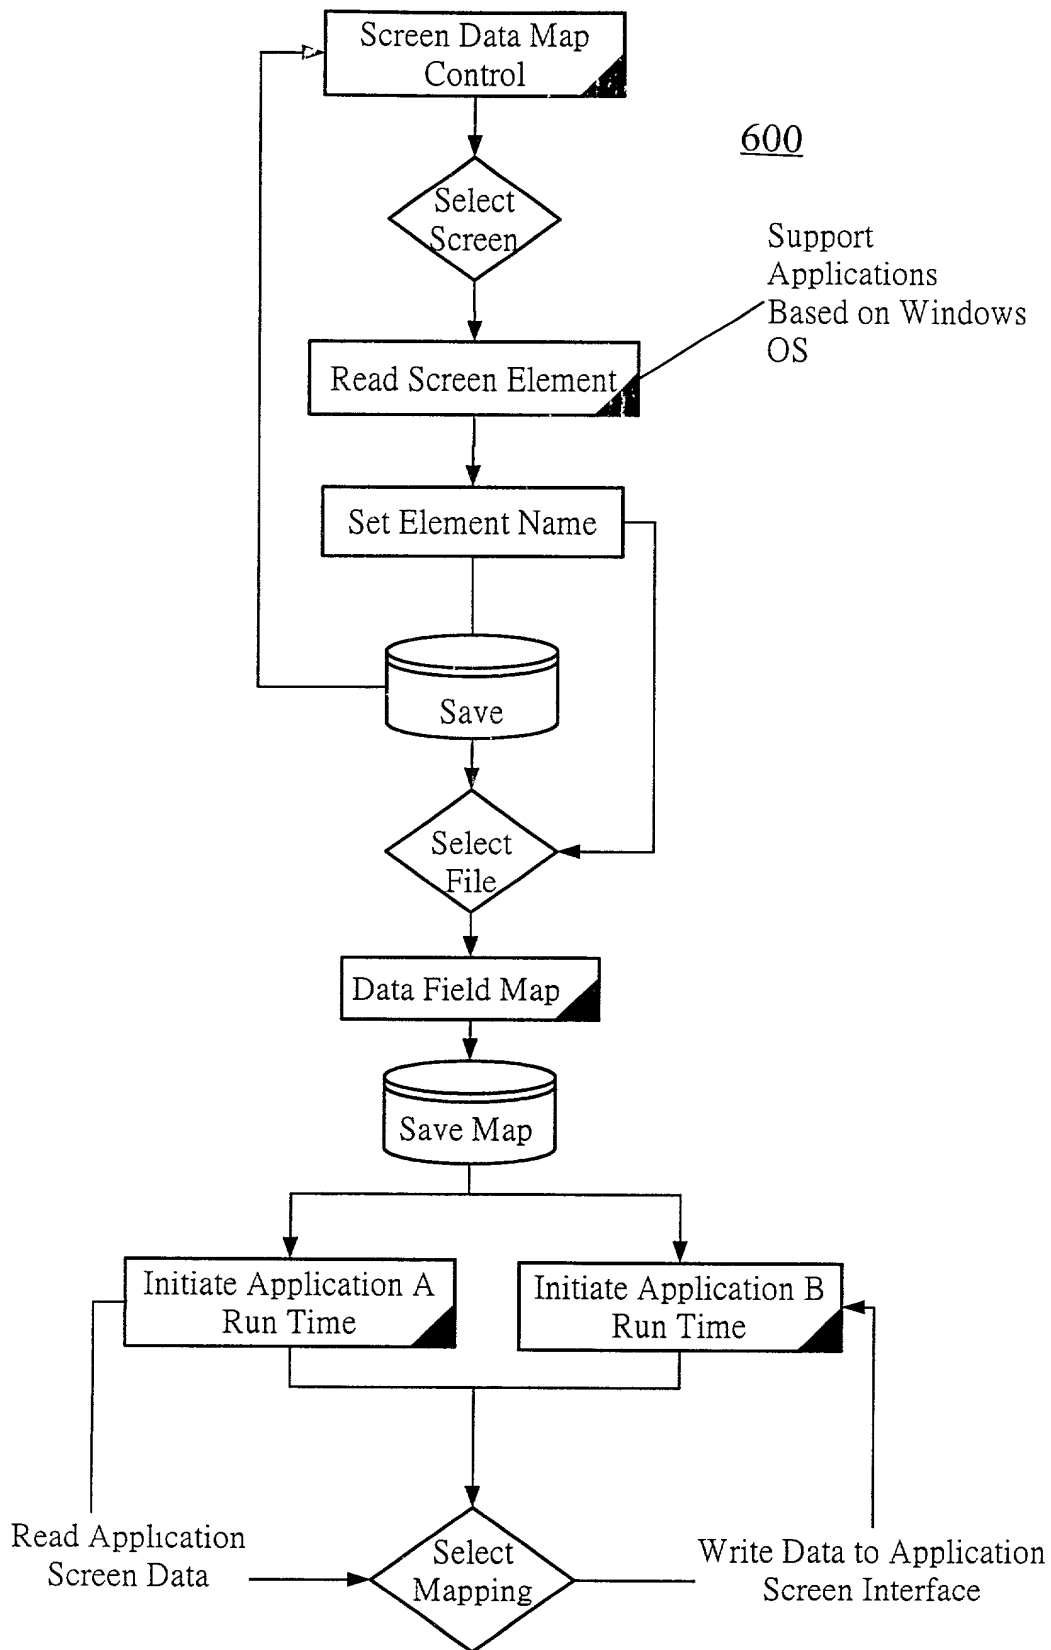 Screen Data Map
Control
600
Select
Screen
Support
Applications
Based on Windows
OS
Read Screen Element
Set Element Name
Save
Select
File
Data Field Map
Save Map
Initiate Application A
Run Time
Initiate Application B
Run Time
Read Application
Screen Data
Select
Mapping
Write Data to Application
Screen Interface